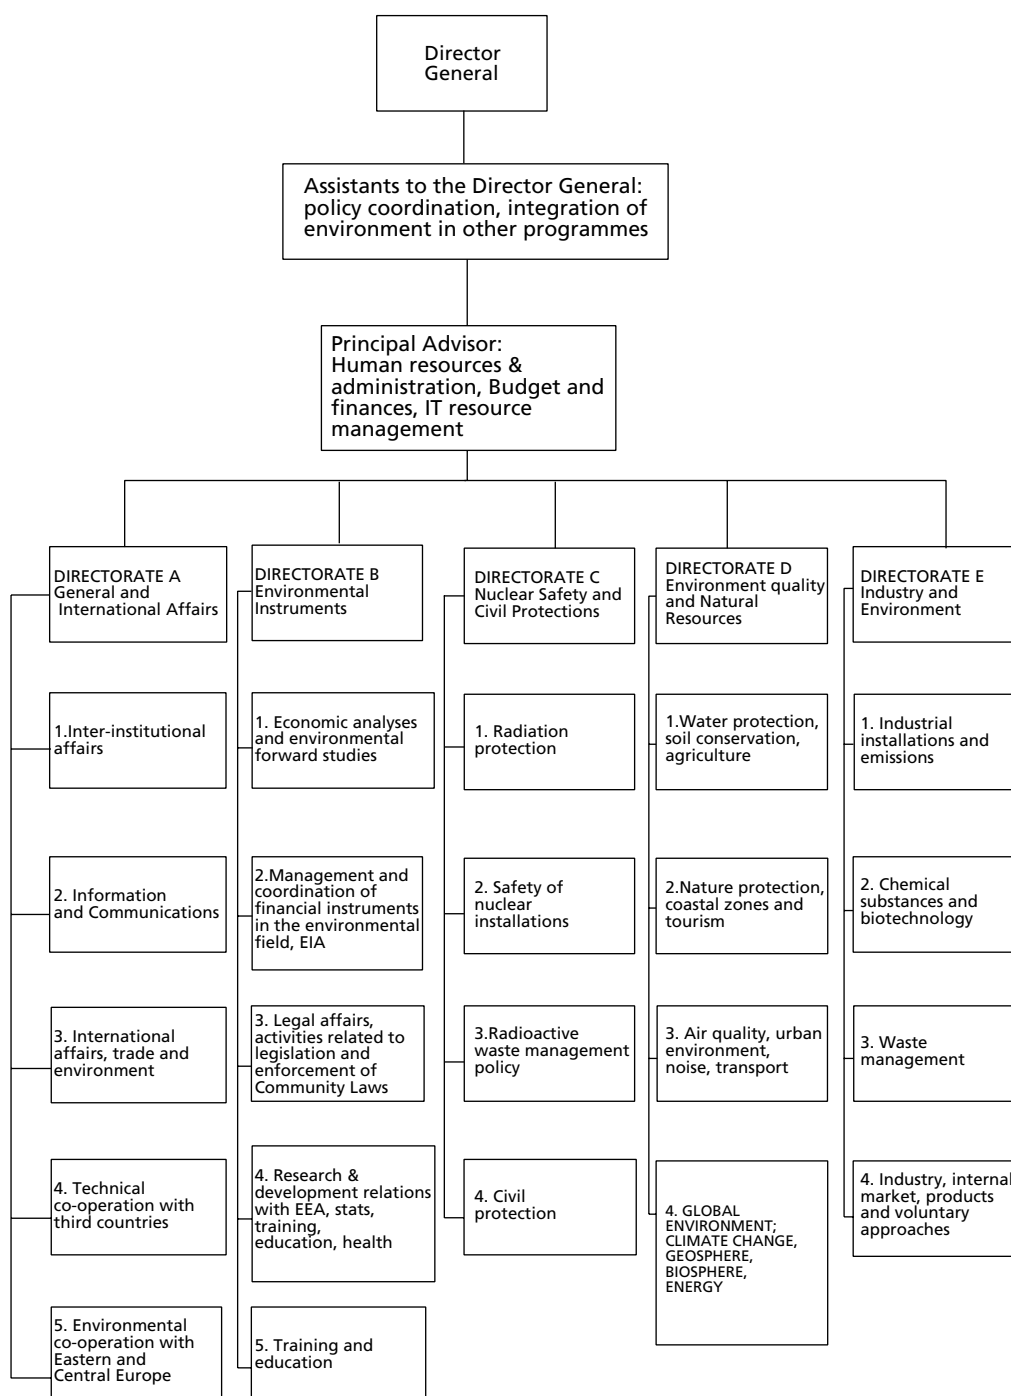 Director
General
Assistants to the Director General:
policy coordination, integration of
environment in other programmes
Principal Advisor:
Human resources &
administration, Budget and
finances, IT resource
management
DIRECTORATE A
General and
International Affairs
1.Inter-institutional
affairs
2. Information
and Communications
3. International
affairs, trade and
environment
4. Technical
co-operation with
third countries
5. Environmental
co-operation with
Eastern and
Central Europe
DIRECTORATE B
Environmental
Instruments
1. Economic analyses
and environmental
forward studies
2.Management and
coordination of
financial instruments
in the environmental
field, EIA
3. Legal affairs,
activities related to
legislation and
enforcement of
Community Laws
4. Research &
development relations
with EEA, stats,
training,
education, health
5. Training and
education
DIRECTORATE C
Nuclear Safety and
Civil Protections
1. Radiation
protection
2. Safety of
nuclear
installations
3.Radioactive
waste management
policy
4. Civil
protection
DIRECTORATE D
Environment quality
and Natural
Resources
1.Water protection,
soil conservation,
agriculture
2.Nature protection,
coastal zones and
tourism
3. Air quality, urban
environment,
noise, transport
4. GLOBAL
ENVIRONMENT;
CLIMATE CHANGE,
GEOSPHERE,
BIOSPHERE,
ENERGY
DIRECTORATE E
Industry and
Environment
1. Industrial
installations and
emissions
2. Chemical
substances and
biotechnology
3. Waste
management
4. Industry, internal
market, products
and voluntary
approaches